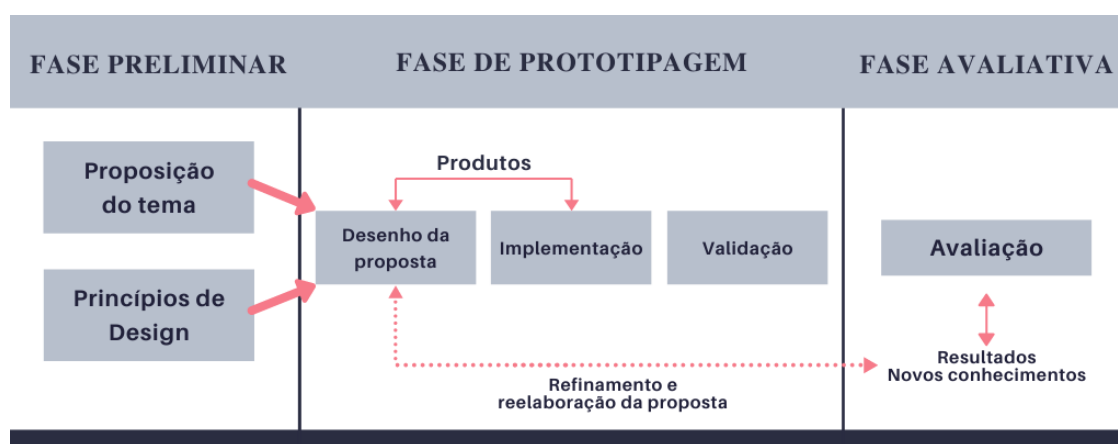 FASE PRELIMINAR
FASE DE PROTOTIPAGEM
FASE AVALIATIVA
Proposição
do tema
Princípios de
Design
Produtos
Desenho da
proposta
Implementação
Validação
Refinamento e
reelaboração da proposta
Avaliação
Resultados
Novos conhecimentos